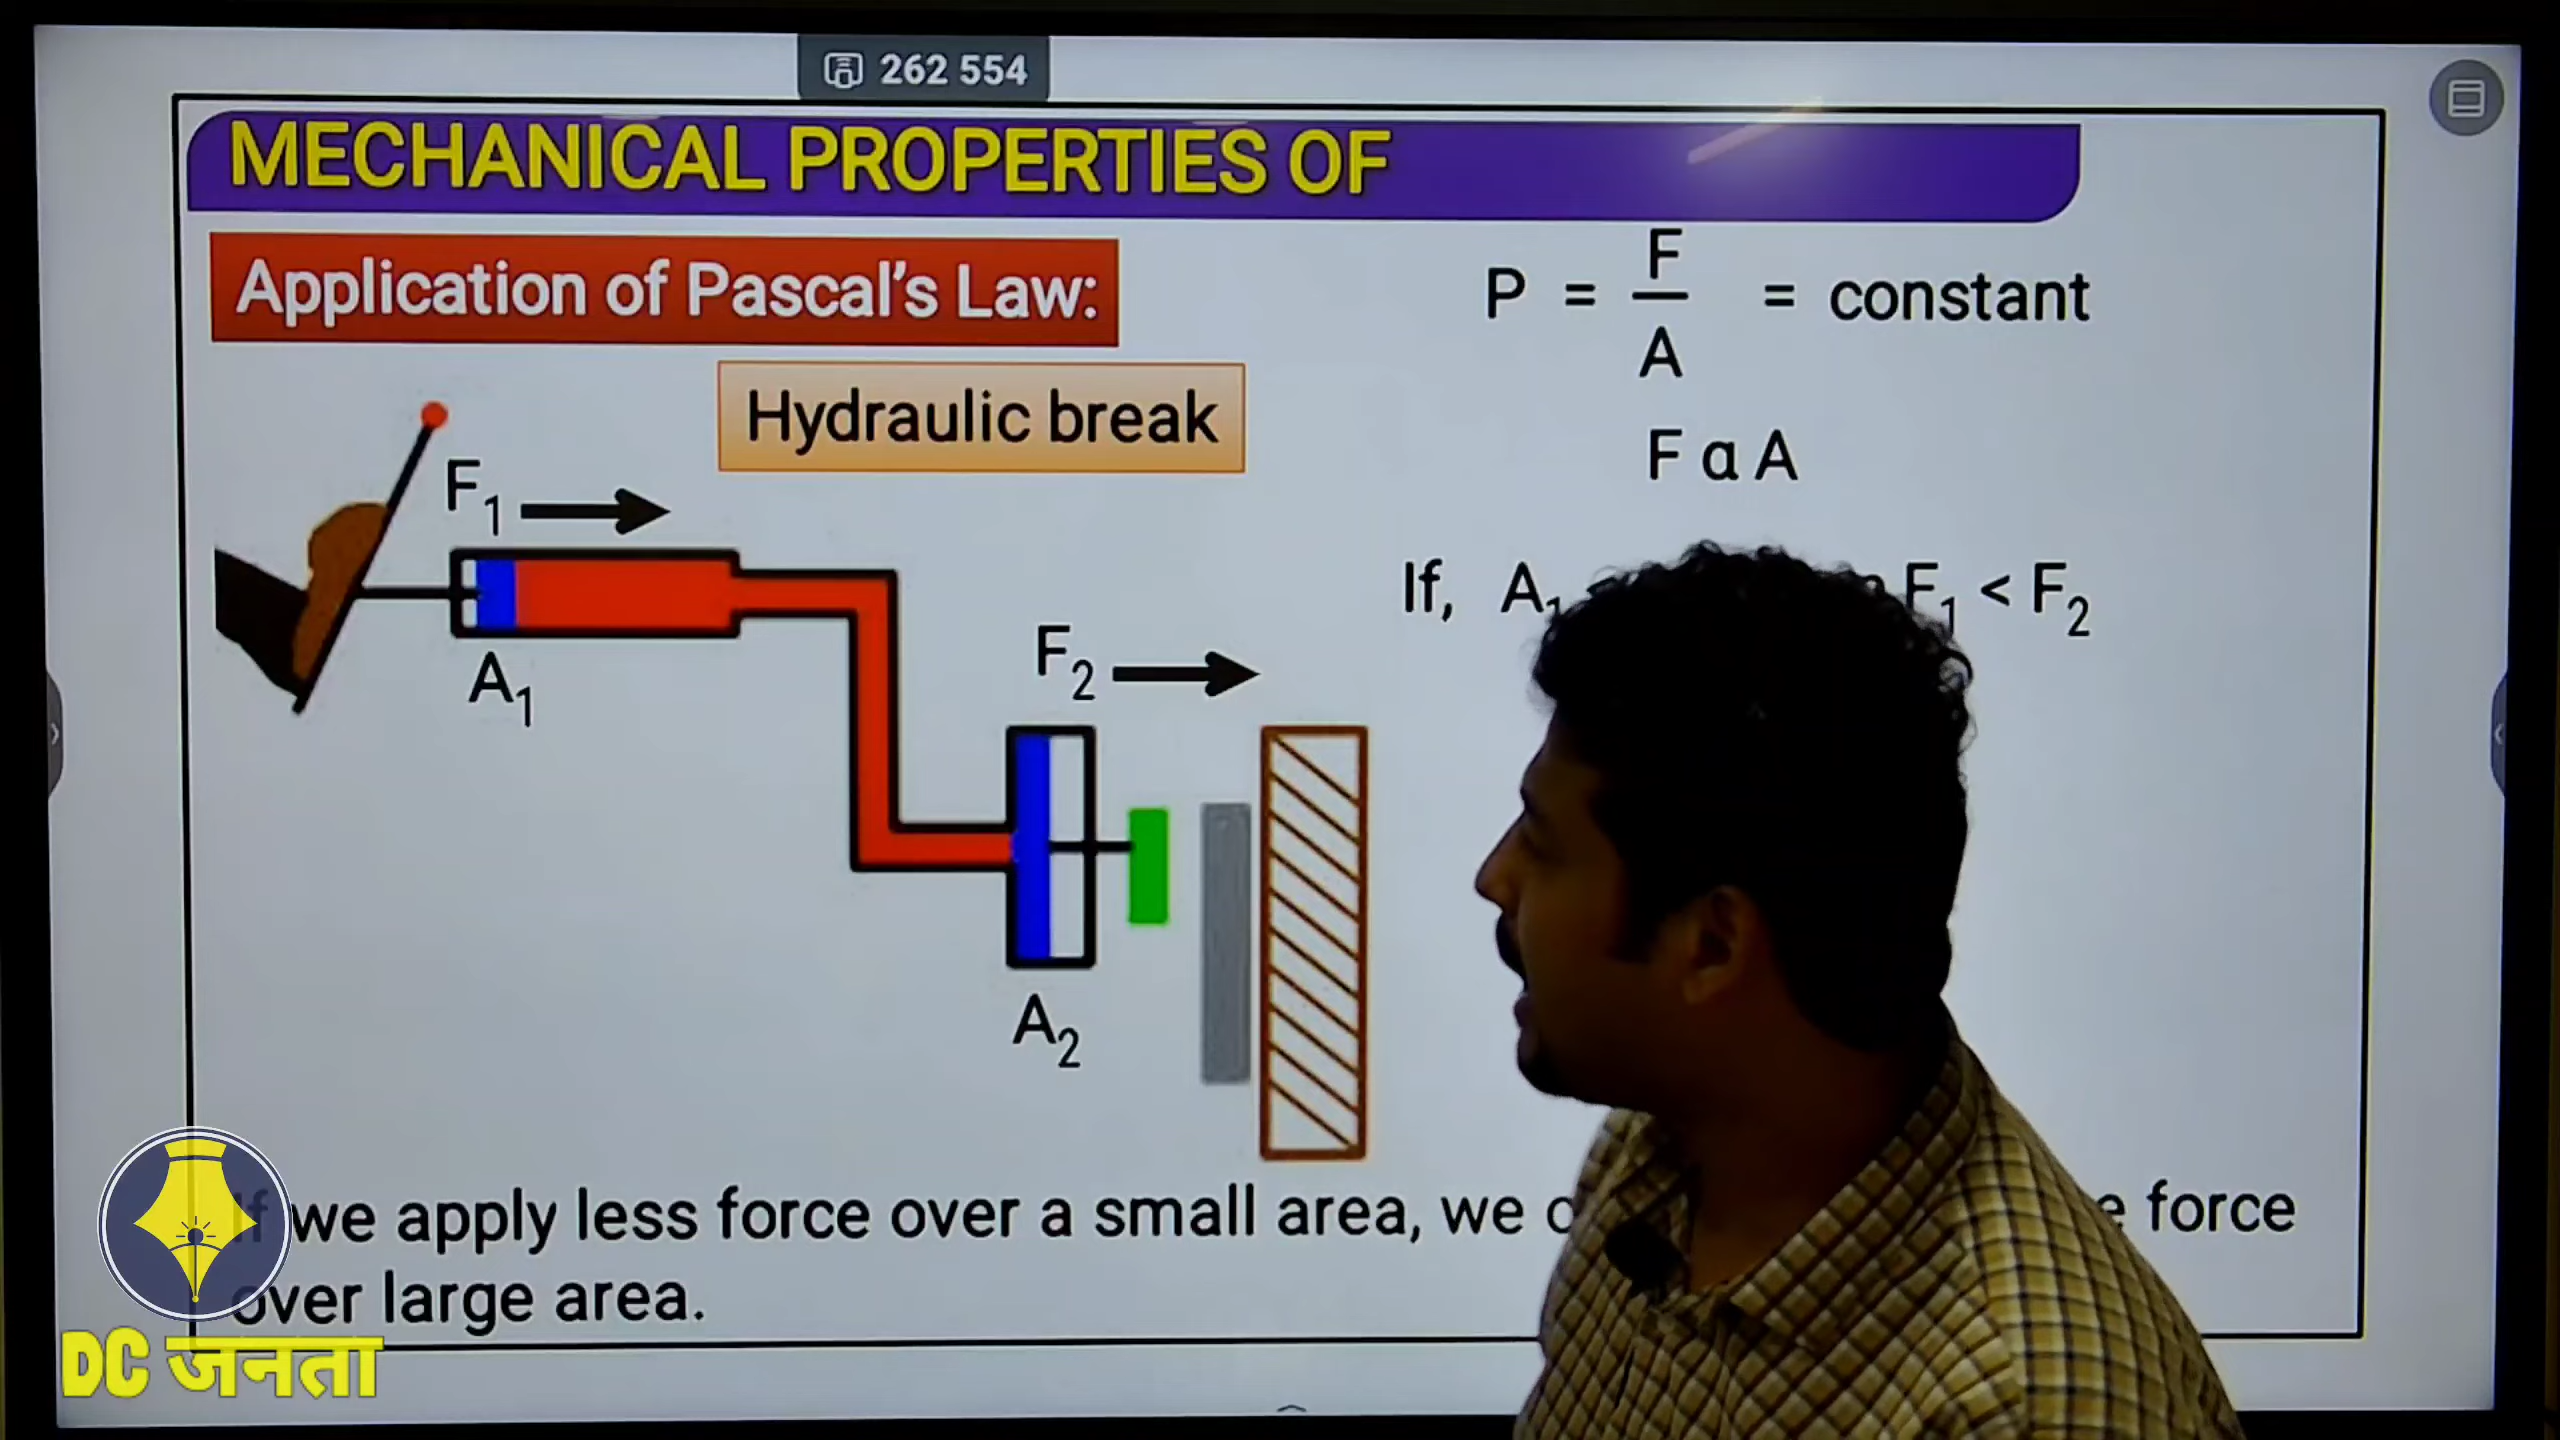 262 554
MECHANICAL PROPERTIES OF
Application of Pascal's Law:
P = F/A = constant
Hydraulic break
F α A
F₁
If, A₁ F₁ < F₂
A₁
F₂
A₂
If we apply less force over a small area, we force
over large area.
DC जनता